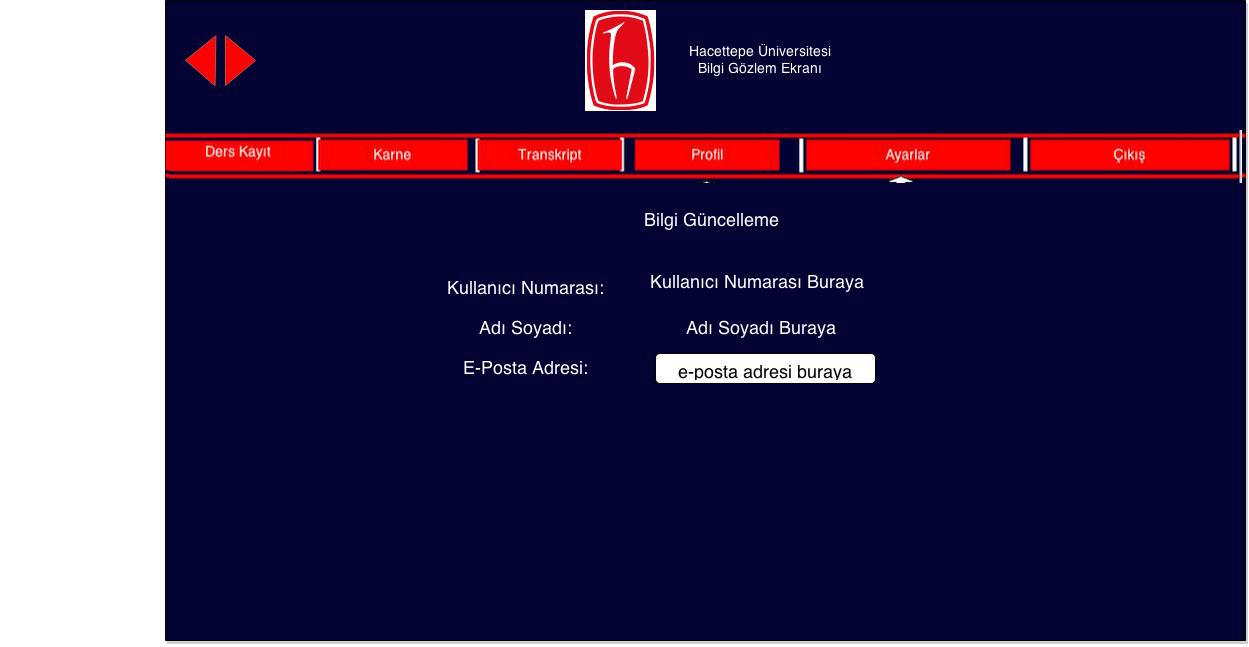 Hacettepe Üniversitesi
Bilgi Gözlem Ekranı
Ders Kayıt
Karne
Transkript
Profil
Ayarlar
Çıkış
Bilgi Güncelleme
Kullanıcı Numarası:
Kullanıcı Numarası Buraya
Adı Soyadı:
Adı Soyadı Buraya
E-Posta Adresi:
e-posta adresi buraya